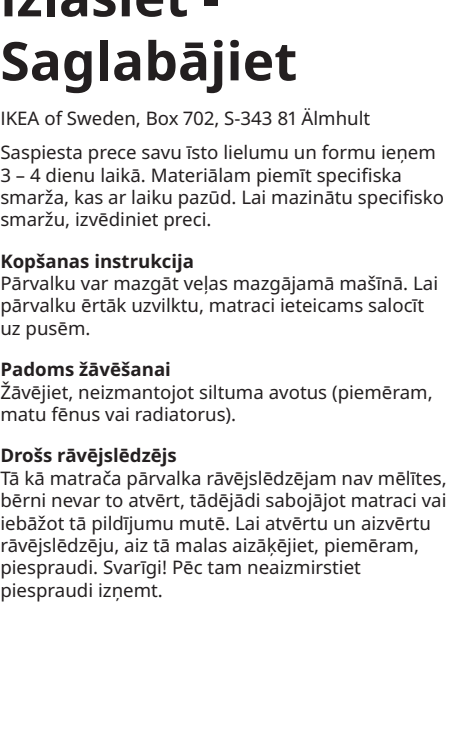 Izlasiet -
Saglabājiet
IKEA of Sweden, Box 702, S-343 81 Älmhult
Saspiesta prece savu īsto lielumu un formu ieņem
3 – 4 dienu laikā. Materiālam piemīt specifiska
smarža, kas ar laiku pazūd. Lai mazinātu specifisko
smaržu, izvēdiniet preci.
Kopšanas instrukcija
Pārvalku var mazgāt veļas mazgājamā mašīnā. Lai
pārvalku ērtāk uzvilktu, matraci ieteicams salocīt
uz pusēm.
Padoms žāvēšanai
Žāvējiet, neizmantojot siltuma avotus (piemēram,
matu fēnus vai radiatorus).
Drošs rāvējslēdzējs
Tā kā matrača pārvalka rāvējslēdzējam nav mēlītes,
bērni nevar to atvērt, tādējādi sabojājot matraci vai
iebāžot tā pildījumu mutē. Lai atvērtu un aizvērtu
rāvējslēdzēju, aiz tā malas aizāķējiet, piemēram,
piespraudi. Svarīgi! Pēc tam neaizmirstiet
piespraudi izņemt.